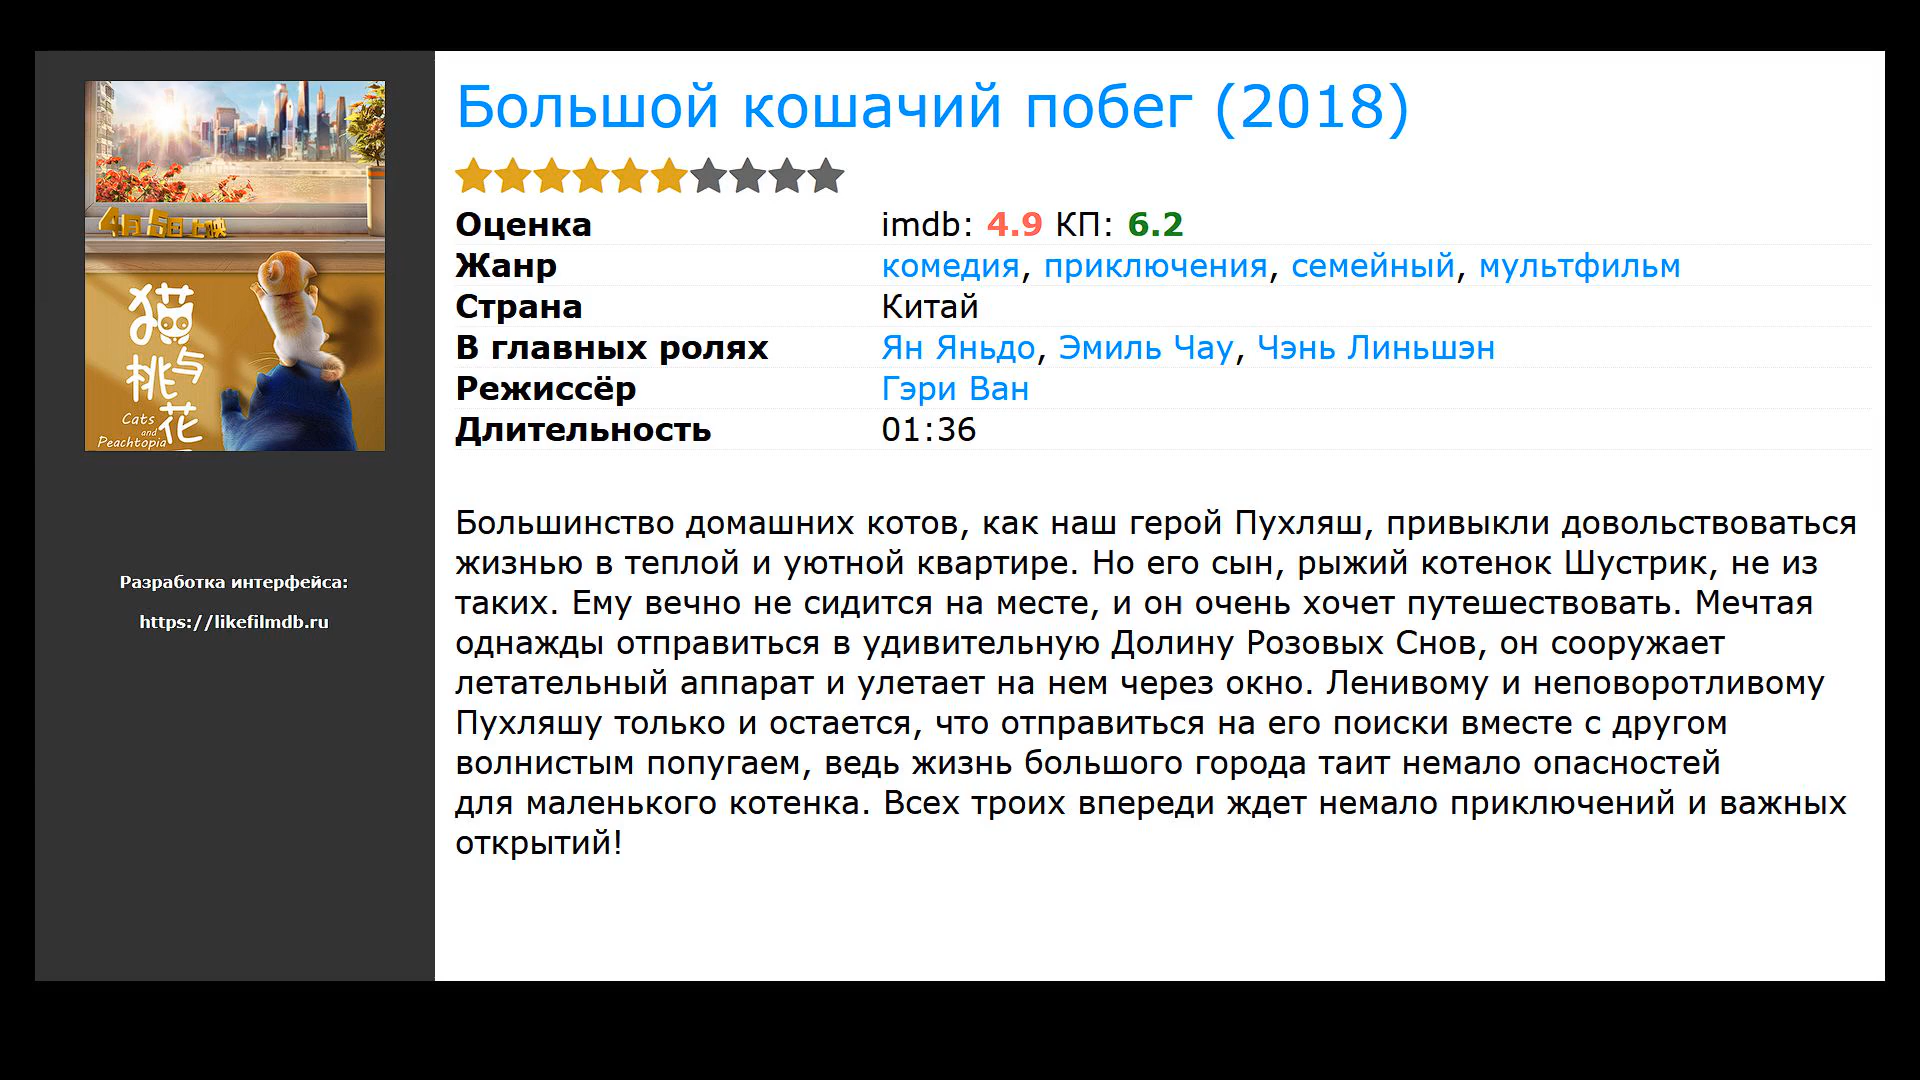 Большой кошачий побег (2018)
Оценка imdb: 4.9 КП: 6.2
Жанр комедия, приключения, семейный, мультфильм
Страна Китай
В главных ролях Ян Яньдо, Эмиль Чау, Чэнь Линьшэн
Режиссёр Гэри Ван
Длительность 01:36
Большинство домашних котов, как наш герой Пухляш, привыкли довольствоваться
жизнью в теплой и уютной квартире. Но его сын, рыжий котенок Шустрик, не из
таких. Ему вечно не сидится на месте, и он очень хочет путешествовать. Мечтая
однажды отправиться в удивительную Долину Розовых Снов, он сооружает
летательный аппарат и улетает на нем через окно. Ленивому и неповоротливому
Пухляшу только и остается, что отправиться на его поиски вместе с другом
волнистым попугаем, ведь жизнь большого города таит немало опасностей
для маленького котенка. Всех троих впереди ждет немало приключений и важных
открытий!
4月5日上映
猫
与
桃
花
Cats
and
Peachtopia
Разработка интерфейса:
https://likefilmdb.ru